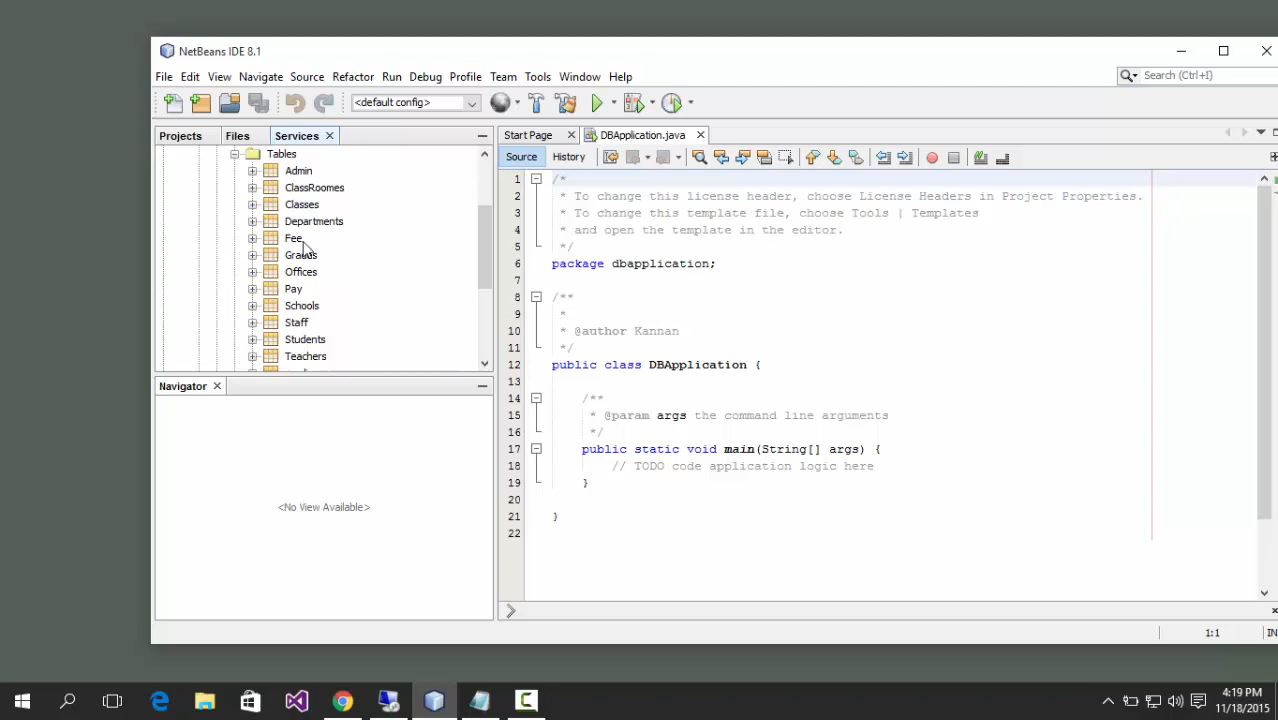 NetBeans IDE 8.1
File Edit View Navigate Source Refactor Run Debug Profile Team Tools Window Help
Search (Ctrl+I)
<default config>
Projects Files Services
Start Page DBApplication.java
Source History
Tables
Admin
ClassRoomes
Classes
Departments
Fee
Grades
Offices
Pay
Schools
Staff
Students
Teachers
Navigator
<No View Available>
1 /*
2 * To change this license header, choose License Headers in Project Properties.
3 * To change this template file, choose Tools | Templates
4 * and open the template in the editor.
5 */
6 package dbapplication;
7
8 /**
9 *
10 * @author Kannan
11 */
12 public class DBApplication {
13
14 /**
15 * @param args the command line arguments
16 */
17 public static void main(String[] args) {
18 // TODO code application logic here
19 }
20
21 }
22
1:1 IN
4:19 PM
11/18/2015